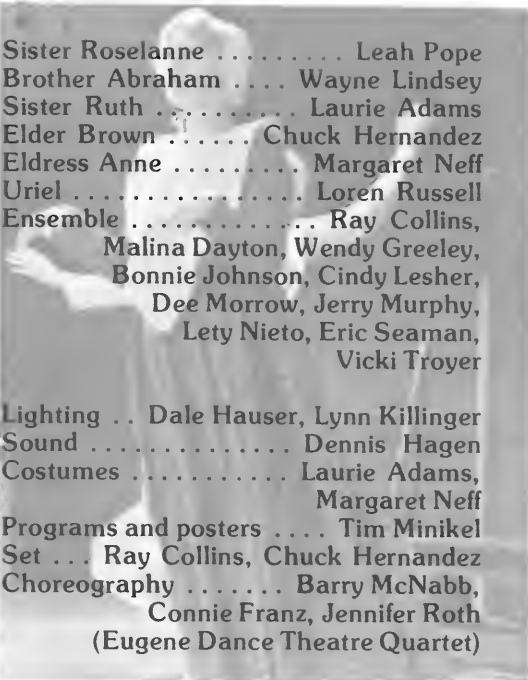 Sister Roselanne ......... Leah Pope
Brother Abraham .... Wayne Lindsey
Sister Ruth .......... Laurie Adams
Elder Brown ...... Chuck Hernandez
Eldress Anne ......... Margaret Neff
Uriel ................ Loren Russell
Ensemble ............. Ray Collins,
Malina Dayton, Wendy Greeley,
Bonnie Johnson, Cindy Lesher,
Dee Morrow, Jerry Murphy,
Lety Nieto, Eric Seaman,
Vicki Troyer
Lighting .. Dale Hauser, Lynn Killinger
Sound .............. Dennis Hagen
Costumes ........... Laurie Adams,
Margaret Neff
Programs and posters .... Tim Minikel
Set ... Ray Collins, Chuck Hernandez
Choreography ....... Barry McNabb,
Connie Franz, Jennifer Roth
(Eugene Dance Theatre Quartet)